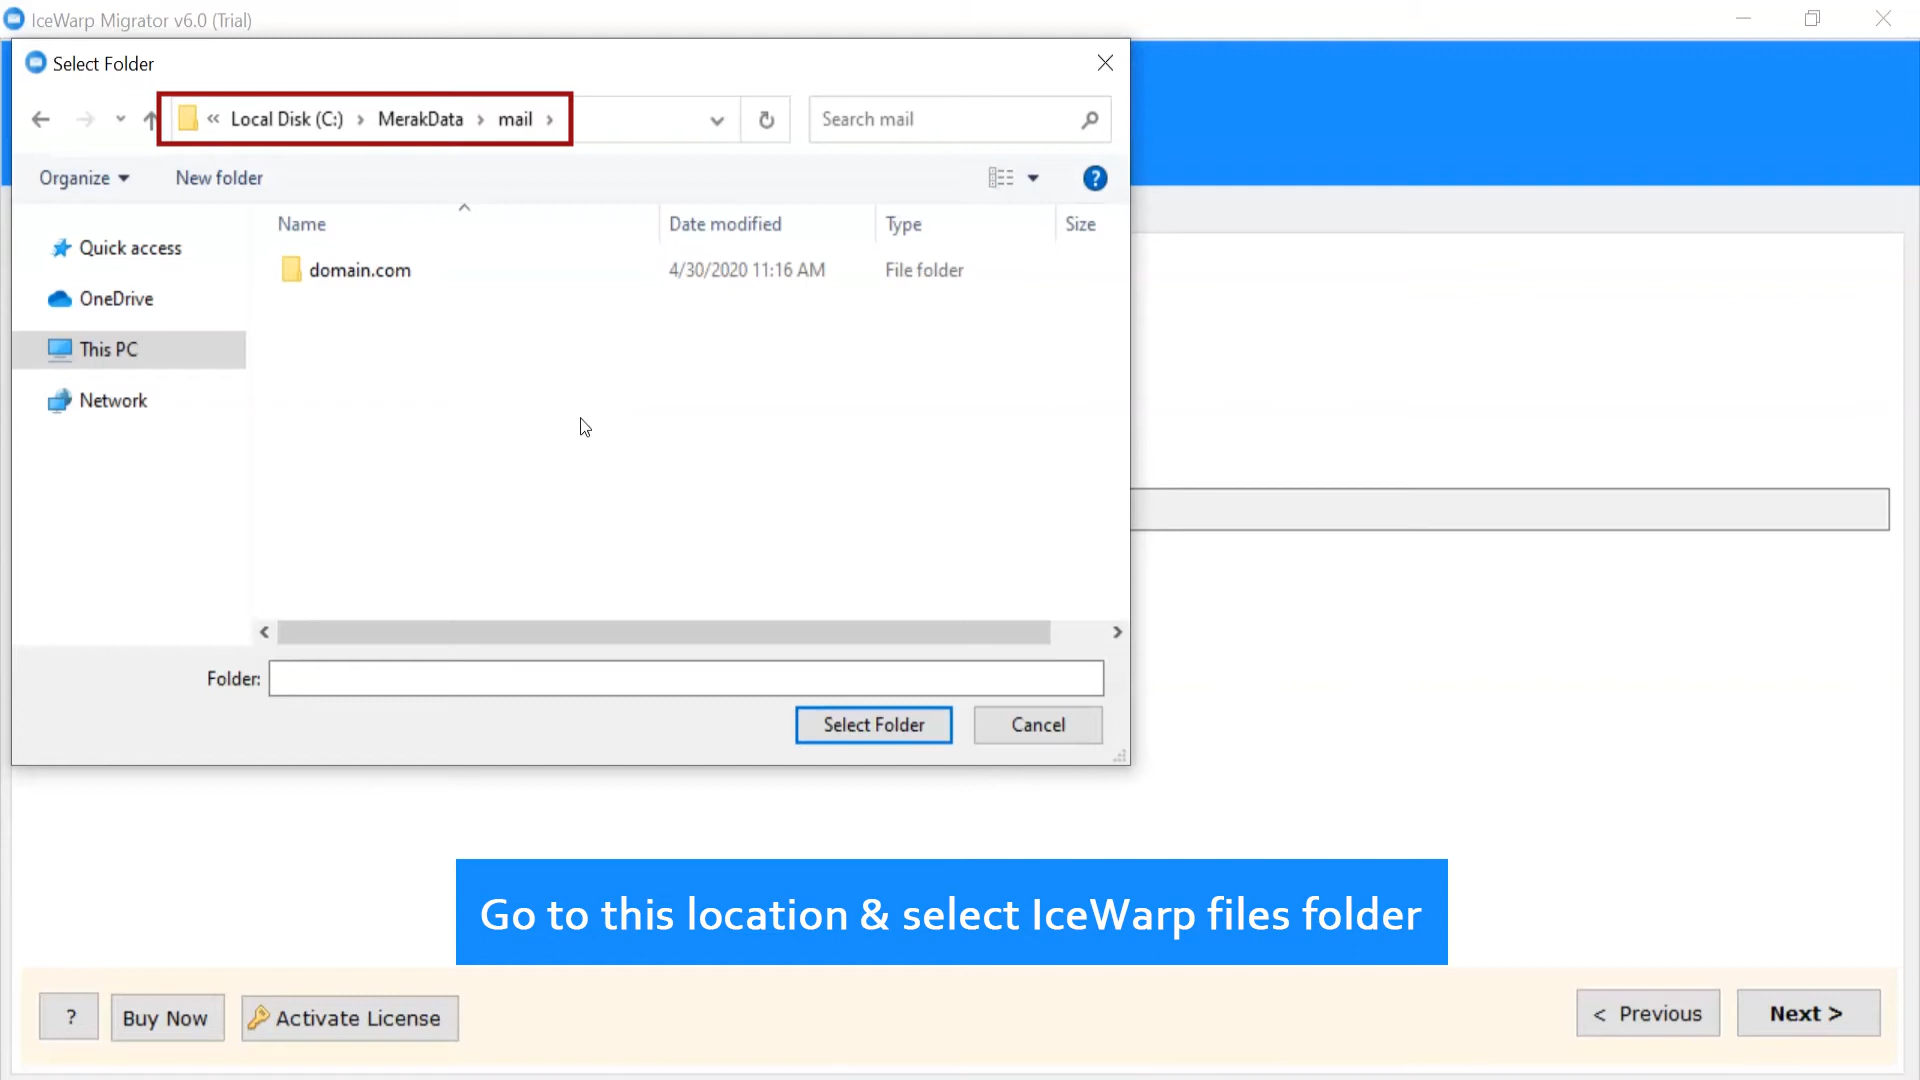 IceWarp Migrator v6.0 (Trial)
Select Folder
« Local Disk (C:) › MerakData › mail ›
Search mail
Organize
New folder
?
Name
Date modified
Type
Size
Quick access
OneDrive
This PC
Network
domain.com 4/30/2020 11:16 AM File folder
Folder:
Select Folder
Cancel
Go to this location & select IceWarp files folder
?
Buy Now
Activate License
< Previous
Next >